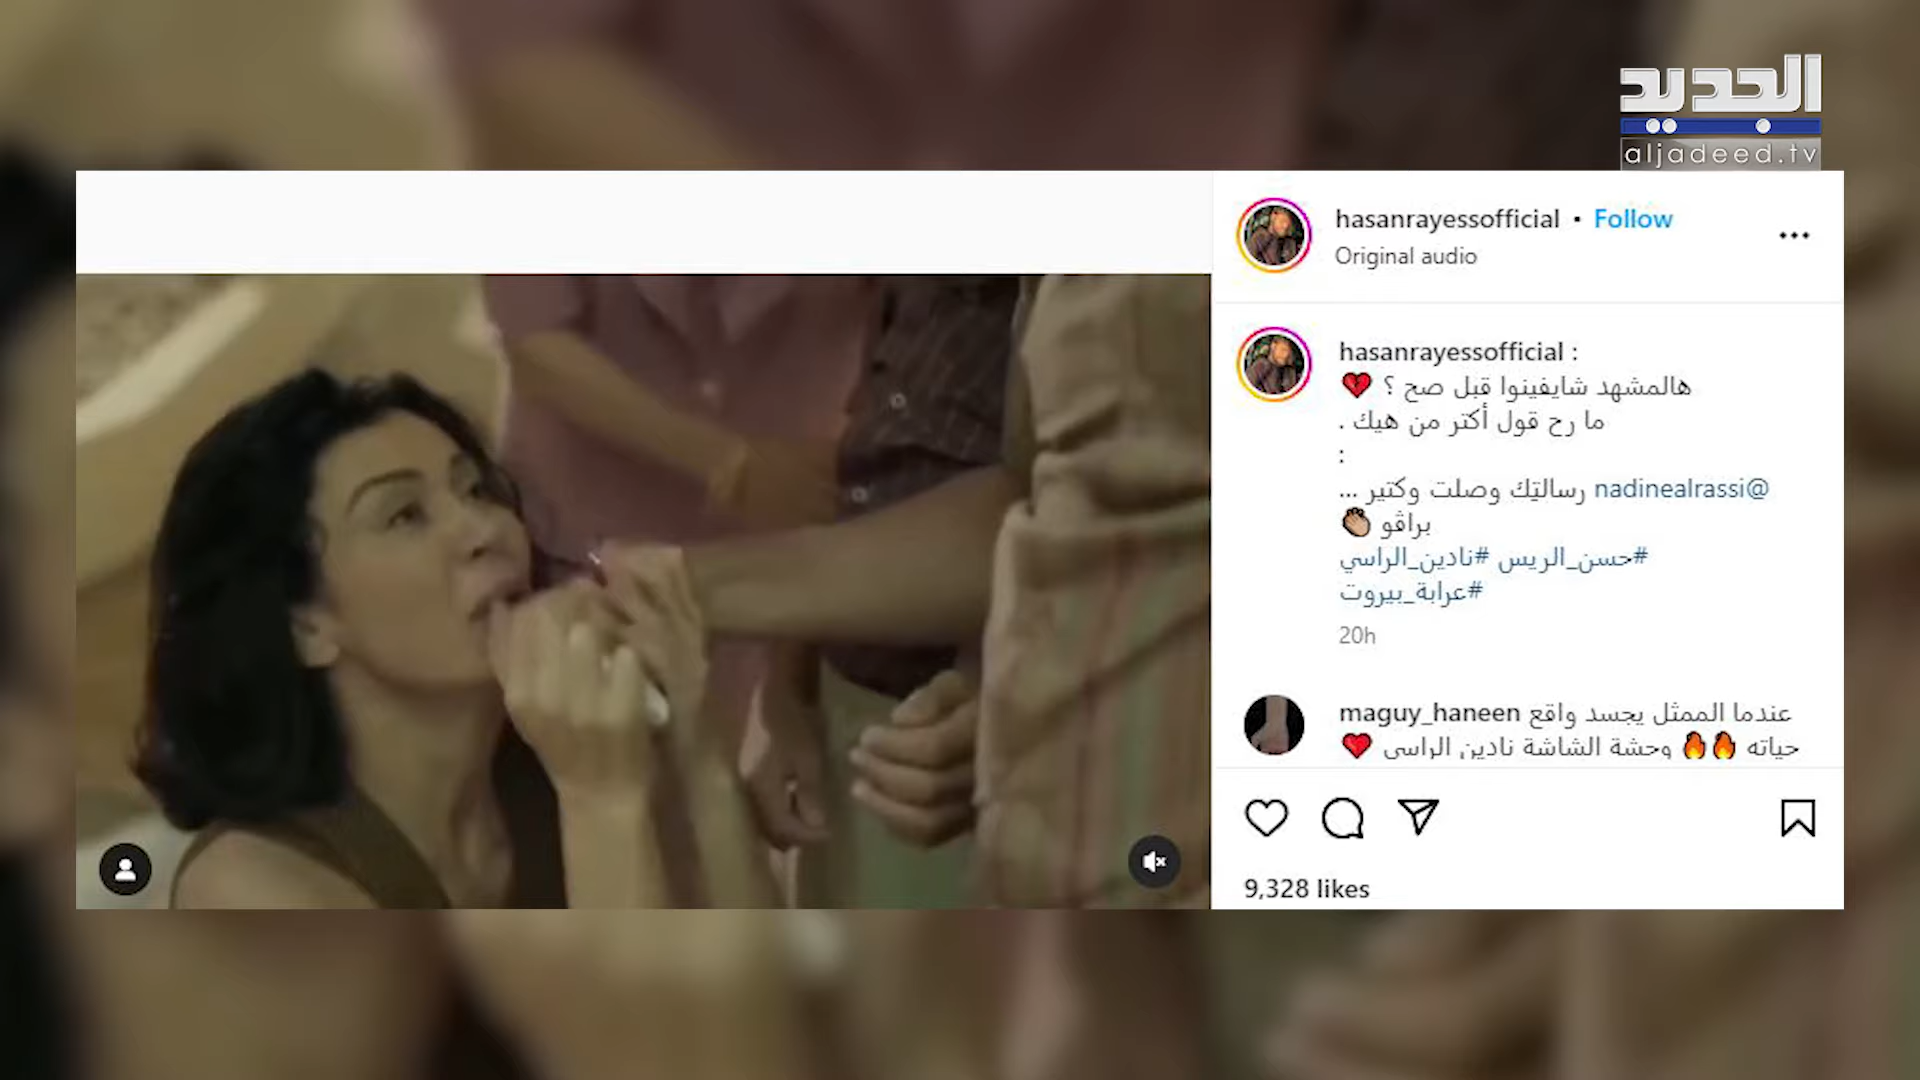 الجديد
aljadeed.tv
hasanrayessofficial • Follow
Original audio
hasanrayessofficial :
هالمشهد شايفينوا قبل صح ؟ 💔
ما رح قول أكتر من هيك .
:
@nadinealrassi رسالتك وصلت وكتير ...
براڤو 👏🏼
#حسن_الريس #نادين_الراسي
#عرابة_بيروت
20h
maguy_haneen عندما الممثل يجسد واقع
حياته 🔥🔥 وحشة الشاشة نادين الراسي ❤️
9,328 likes